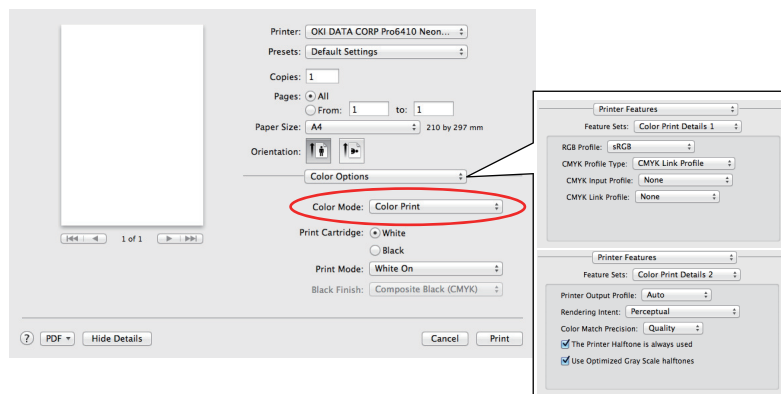 Printer: OKI DATA CORP Pro6410 Neon...
Presets: Default Settings
Copies: 1
Pages: All
From: 1 to: 1
Paper Size: A4 210 by 297 mm
Orientation:
Color Options
Color Mode: Color Print
Print Cartridge: White
Black
Print Mode: White On
Black Finish: Composite Black (CMYK)
1 of 1
? PDF Hide Details Cancel Print
Printer Features
Feature Sets: Color Print Details 1
RGB Profile: sRGB
CMYK Profile Type: CMYK Link Profile
CMYK Input Profile: None
CMYK Link Profile: None
Printer Features
Feature Sets: Color Print Details 2
Printer Output Profile: Auto
Rendering Intent: Perceptual
Color Match Precision: Quality
The Printer Halftone is always used
Use Optimized Gray Scale halftones